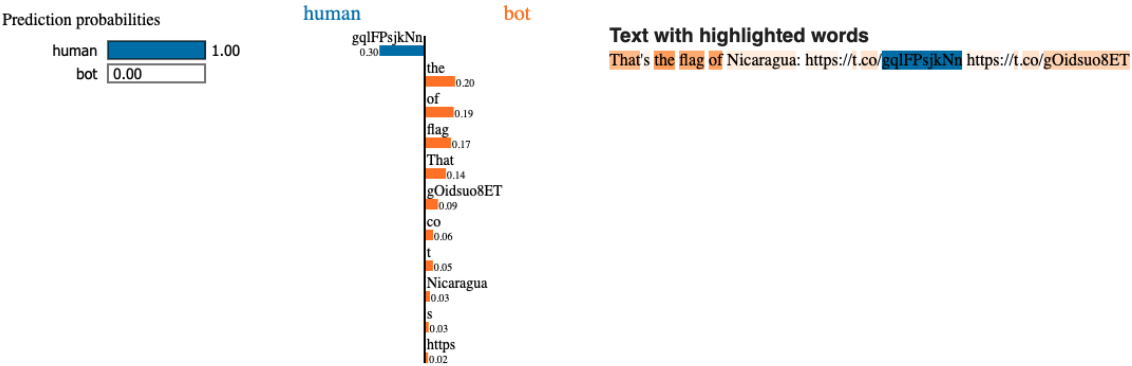 Prediction probabilities
human 1.00
bot 0.00
human bot
gqlFPsjkNn
0.30
the
0.20
of
0.19
flag
0.17
That
0.14
gOidsuo8ET
0.09
co
0.06
t
0.05
Nicaragua
0.03
s
0.03
https
0.02
Text with highlighted words
That's the flag of Nicaragua: https://t.co/gqlFPsjkNn https://t.co/gOidsuo8ET